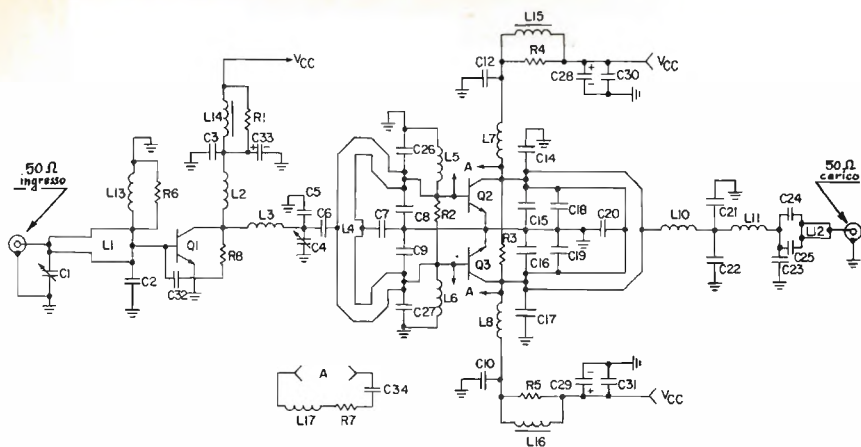 L15
R4
C12
VCC
C28
+
-
C30
VCC
L14
R1
C3
+
C33
-
L7
50 Ω
ingresso
L13
R6
L2
C26
L5
A
C14
C5
Q2
50 Ω
carico
L1
Q1
L3
C6
L4
C7
C8
R2
C15
C18
C20
L10
C21
L11
C24
C4
R3
L12
C1
C2
R8
C9
Q3
C16
C19
C22
C25
C23
C32
L6
A
C27
L8
C17
A
C34
L17
R7
C10
R5
C29
-
+
C31
VCC
L16